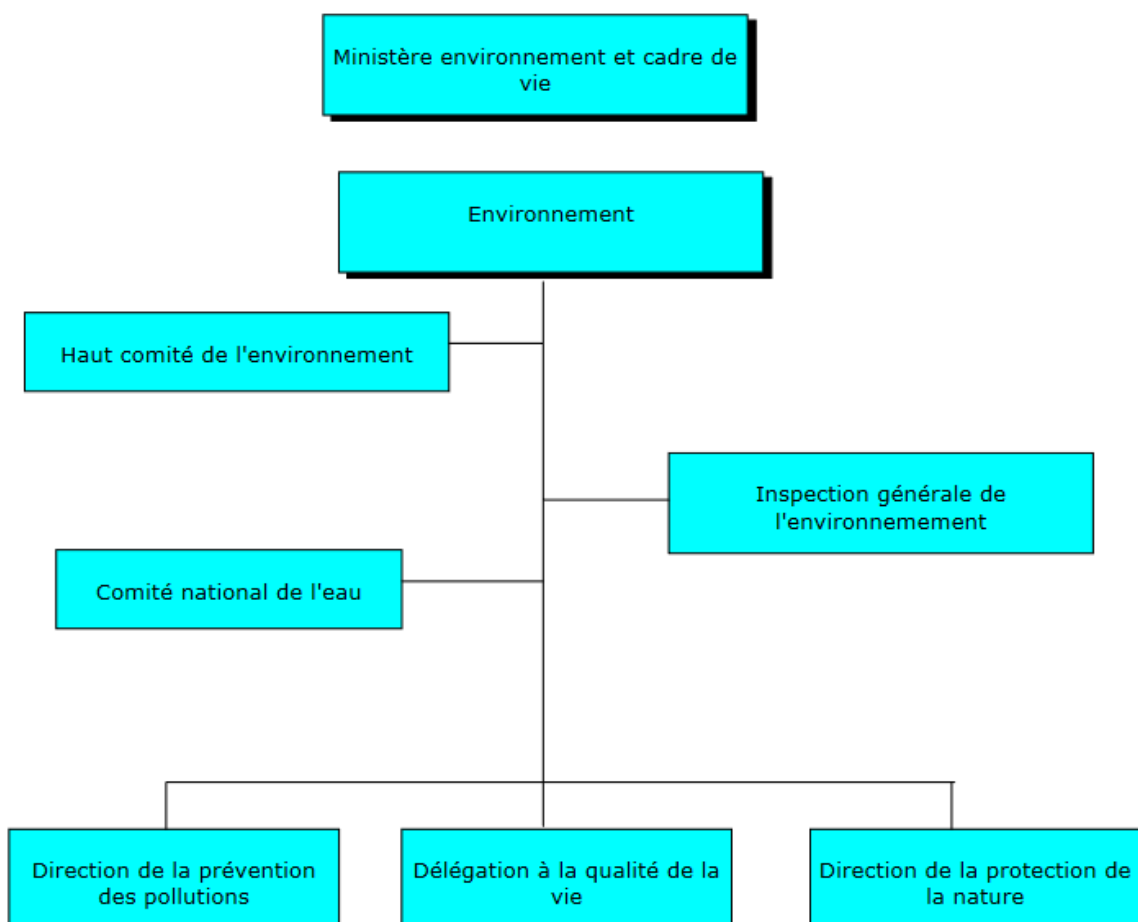 Ministère environnement et cadre de
vie
Environnement
Haut comité de l'environnement
Inspection générale de
l'environnemement
Comité national de l'eau
Direction de la prévention
des pollutions
Délégation à la qualité de la
vie
Direction de la protection de
la nature